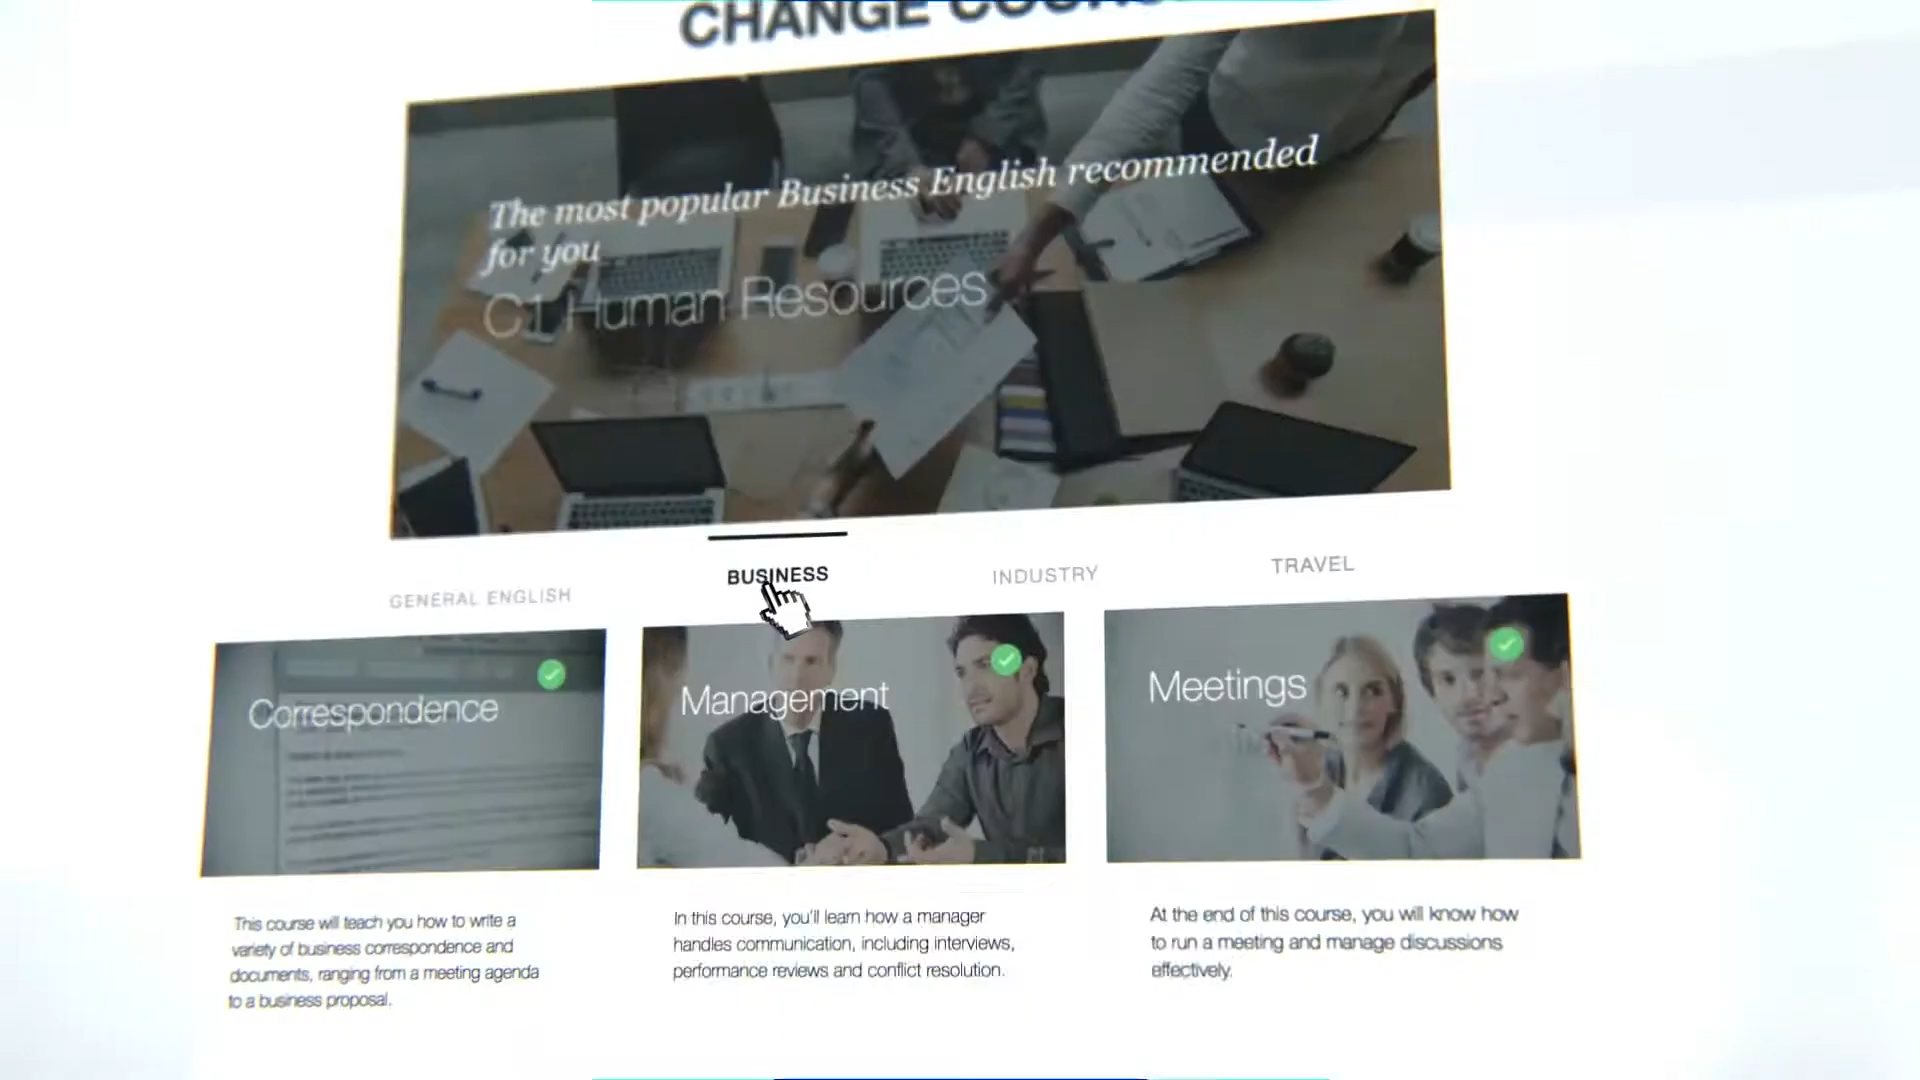 CHANGE
The most popular Business English recommended
for you
C1 Human Resources
GENERAL ENGLISH
BUSINESS
INDUSTRY
TRAVEL
Correspondence
Management
Meetings
This course will teach you how to write a
variety of business correspondence and
documents, ranging from a meeting agenda
to a business proposal.
In this course, you'll learn how a manager
handles communication, including interviews,
performance reviews and conflict resolution.
At the end of this course, you will know how
to run a meeting and manage discussions
effectively.